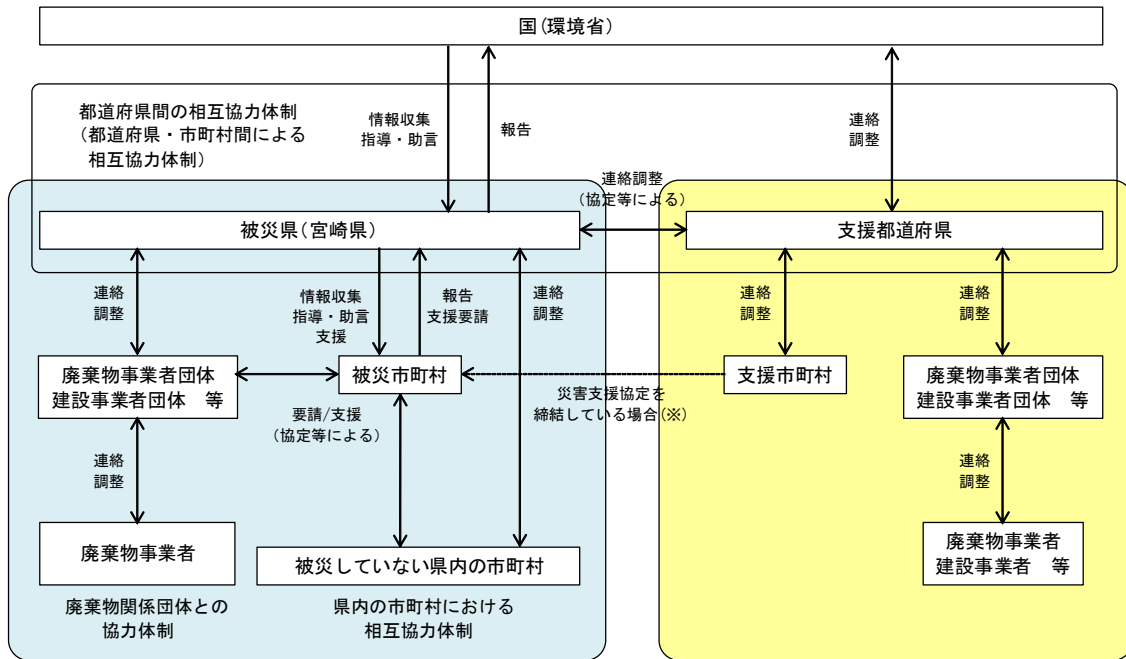 国(環境省)
都道府県間の相互協力体制
(都道府県・市町村間による
相互協力体制)
情報収集
指導・助言
報告
連絡
調整
連絡調整
(協定等による)
被災県(宮崎県)
支援都道府県
連絡
調整
情報収集
指導・助言
支援
報告
支援要請
連絡
調整
連絡
調整
連絡
調整
廃棄物事業者団体
建設事業者団体 等
被災市町村
支援市町村
廃棄物事業者団体
建設事業者団体 等
要請/支援
(協定等による)
災害支援協定を
締結している場合(※)
連絡
調整
連絡
調整
廃棄物事業者
被災していない県内の市町村
廃棄物事業者
建設事業者 等
廃棄物関係団体との
協力体制
県内の市町村における
相互協力体制